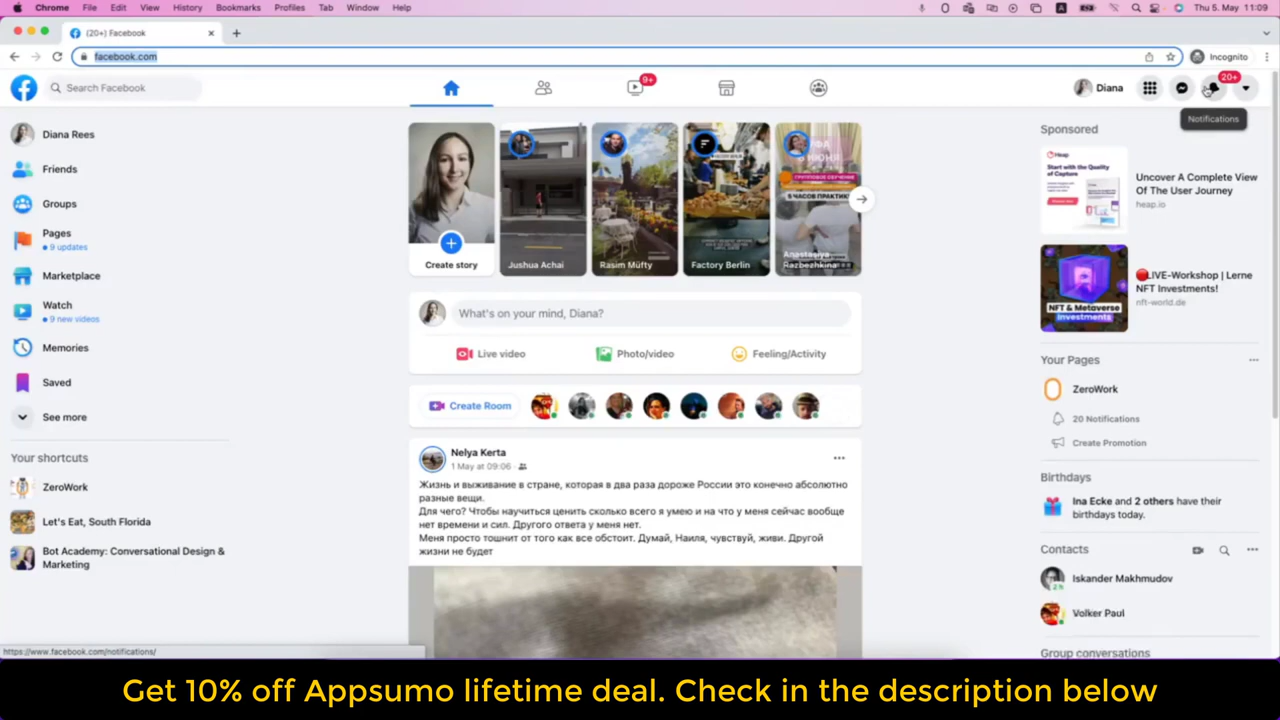 Chrome File Edit View History Bookmarks Profiles Tab Window Help
A
Thu 5. May 11:09
(20+) Facebook
facebook.com
Incognito
Search Facebook
9+
Diana
20+
Notifications
Diana Rees
Friends
Groups
Pages
9 updates
Marketplace
Watch
9 new videos
Memories
Saved
See more
Your shortcuts
ZeroWork
Let's Eat, South Florida
Bot Academy: Conversational Design &
Marketing
Create story
Jushua Achai
Rasim Müfty
Factory Berlin
Anastasiya
Razbezhkina
What's on your mind, Diana?
Live video
Photo/video
Feeling/Activity
Create Room
Nelya Kerta
1 May at 09:06
Жизнь и выживание в стране, которая в два раза дороже России это конечно абсолютно
разные вещи.
Для чего? Чтобы научиться ценить сколько всего я умею и на что у меня сейчас вообще
нет времени и сил. Другого ответа у меня нет.
Меня просто тошнит от того как все обстоит. Думай, Наиля, чувствуй, живи. Другой
жизни не будет
Sponsored
Heap
Start with the Quality
of Capture
Uncover A Complete View
Of The User Journey
heap.io
NFT & Metaverse
Investments
LIVE-Workshop | Lerne
NFT Investments!
nft-world.de
Your Pages
ZeroWork
20 Notifications
Create Promotion
Birthdays
Ina Ecke and 2 others have their
birthdays today.
Contacts
Iskander Makhmudov
2 h
Volker Paul
Group conversations
https://www.facebook.com/notifications/
Get 10% off Appsumo lifetime deal. Check in the description below